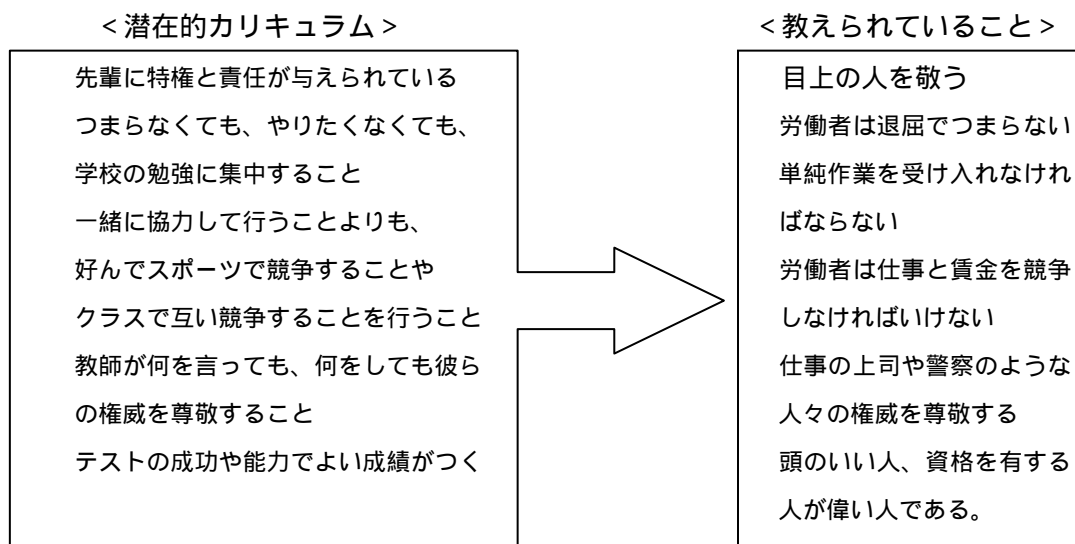 <潜在的カリキュラム>
先輩に特権と責任が与えられている
つまらなくても、やりたくなくても、
学校の勉強に集中すること
一緒に協力して行うことよりも、
好んでスポーツで競争することや
クラスで互い競争することを行うこと
教師が何を言っても、何をしても彼ら
の権威を尊敬すること
テストの成功や能力でよい成績がつく
<教えられていること>
目上の人を敬う
労働者は退屈でつまらない
単純作業を受け入れなけれ
ばならない
労働者は仕事と賃金を競争
しなければいけない
仕事の上司や警察のような
人々の権威を尊敬する
頭のいい人、資格を有する
人が偉い人である。